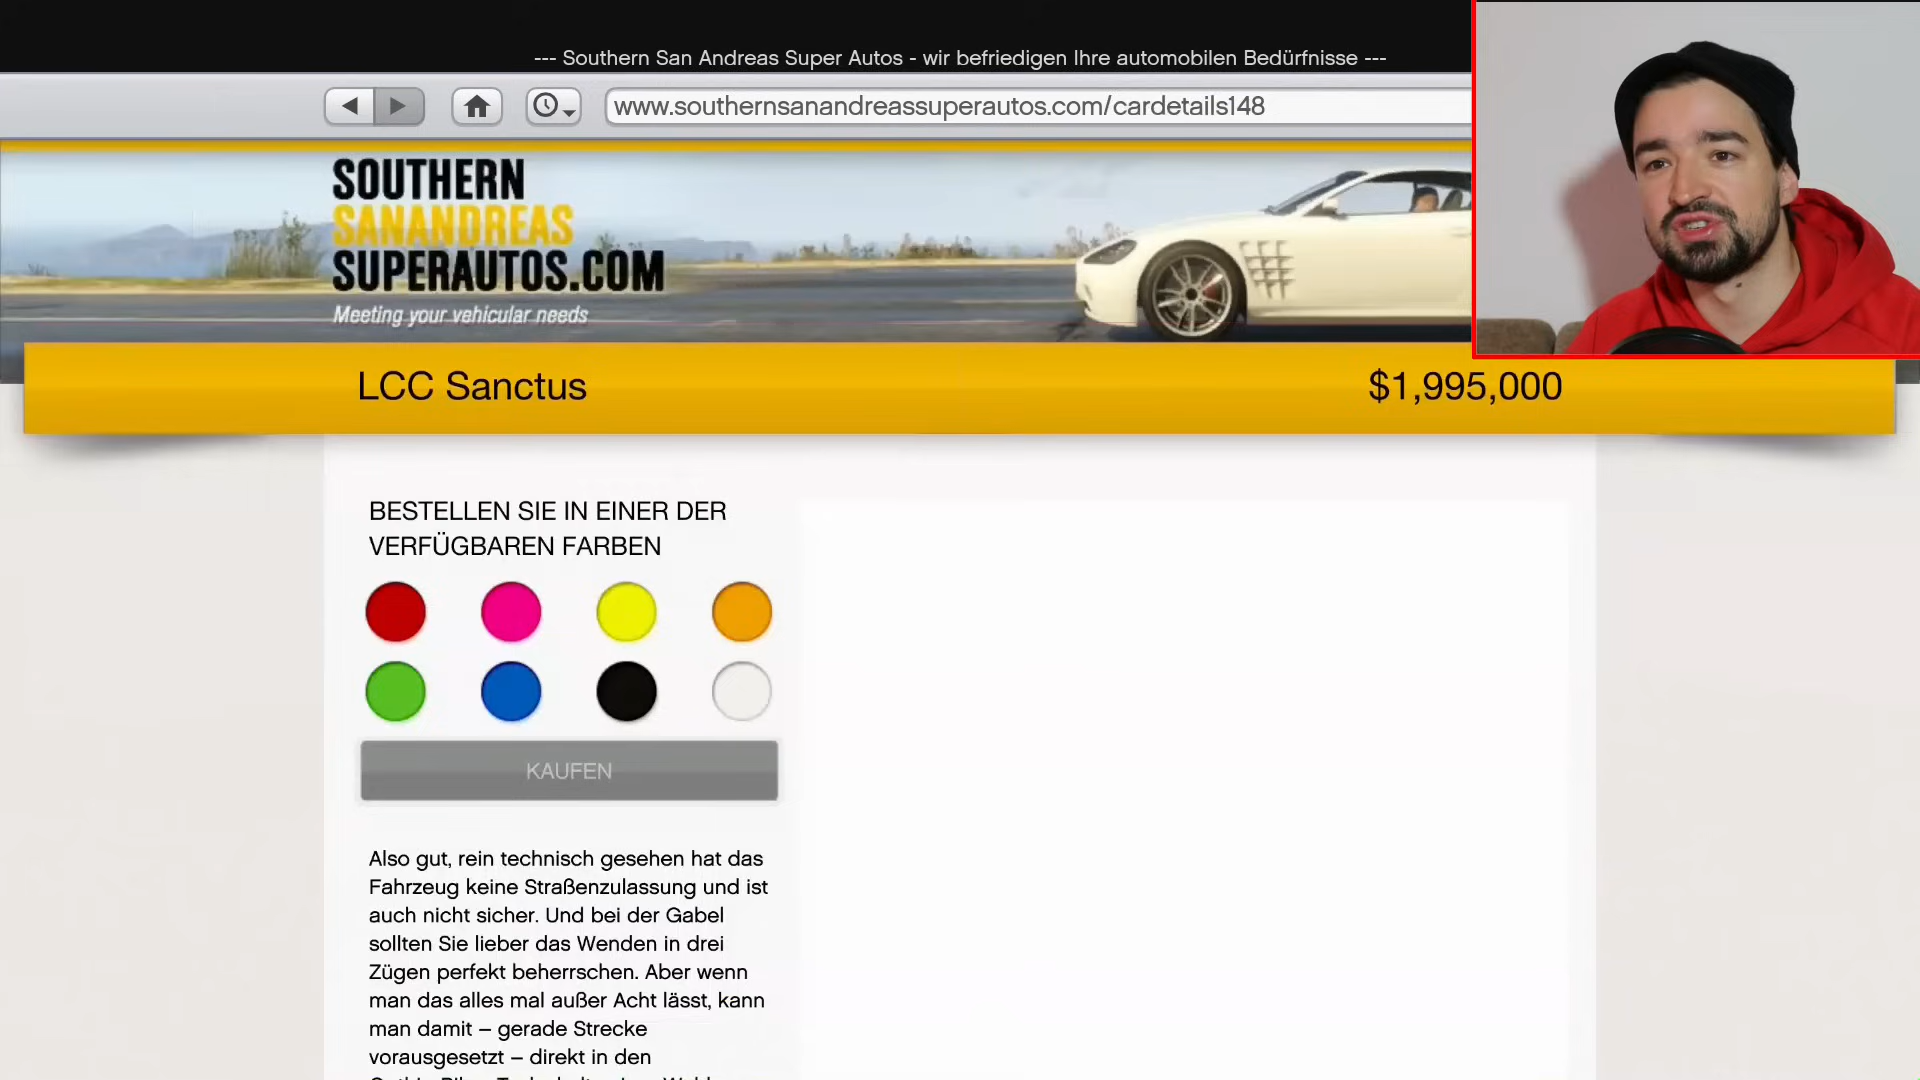 --- Southern San Andreas Super Autos - wir befriedigen Ihre automobilen Bedürfnisse ---
www.southernsanandreassuperautos.com/cardetails148
SOUTHERN
SANANDREAS
SUPERAUTOS.COM
Meeting your vehicular needs
LCC Sanctus
$1,995,000
BESTELLEN SIE IN EINER DER
VERFÜGBAREN FARBEN
KAUFEN
Also gut, rein technisch gesehen hat das
Fahrzeug keine Straßenzulassung und ist
auch nicht sicher. Und bei der Gabel
sollten Sie lieber das Wenden in drei
Zügen perfekt beherrschen. Aber wenn
man das alles mal außer Acht lässt, kann
man damit – gerade Strecke
vorausgesetzt – direkt in den